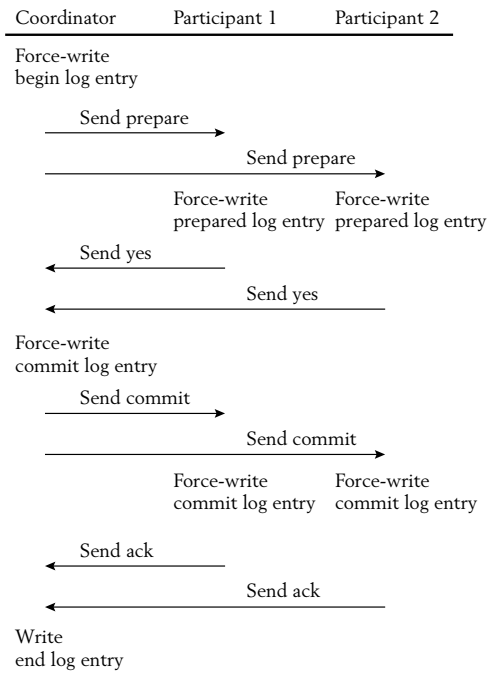 Coordinator Participant 1 Participant 2
Force-write
begin log entry
Send prepare
Send prepare
Force-write Force-write
prepared log entry prepared log entry
Send yes
Send yes
Force-write
commit log entry
Send commit
Send commit
Force-write Force-write
commit log entry commit log entry
Send ack
Send ack
Write
end log entry